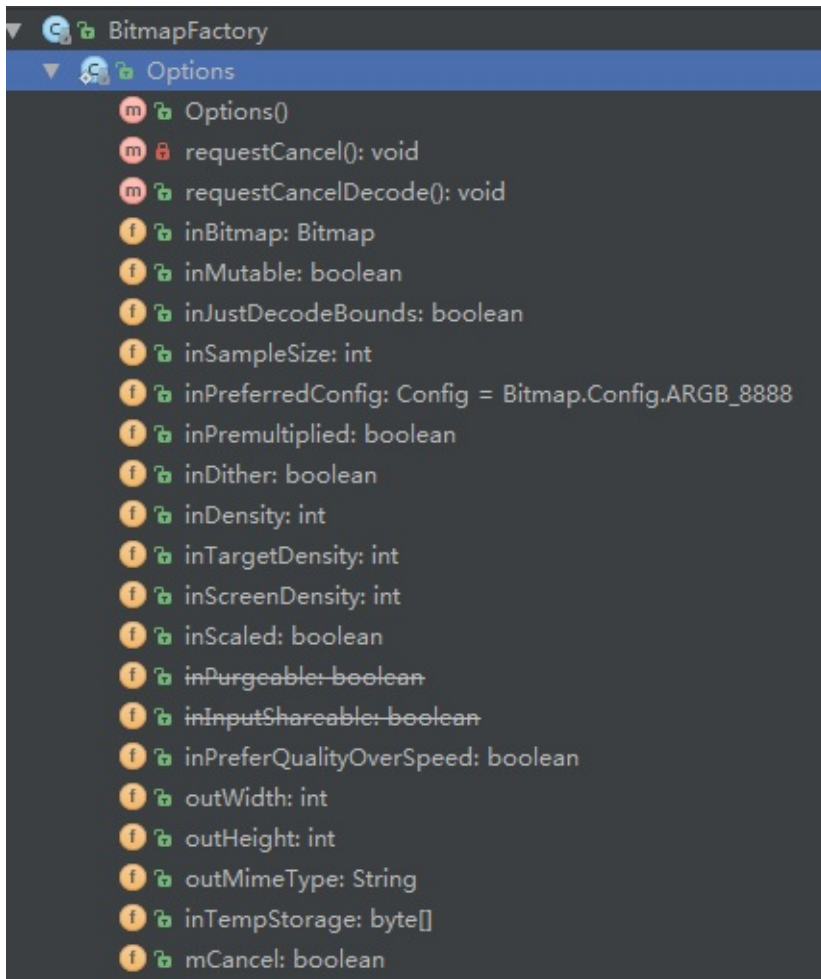 BitmapFactory
Options
Options()
requestCancel(): void
requestCancelDecode(): void
inBitmap: Bitmap
inMutable: boolean
inJustDecodeBounds: boolean
inSampleSize: int
inPreferredConfig: Config = Bitmap.Config.ARGB_8888
inPremultiplied: boolean
inDither: boolean
inDensity: int
inTargetDensity: int
inScreenDensity: int
inScaled: boolean
inPurgeable: boolean
inInputShareable: boolean
inPreferQualityOverSpeed: boolean
outWidth: int
outHeight: int
outMimeType: String
inTempStorage: byte[]
mCancel: boolean